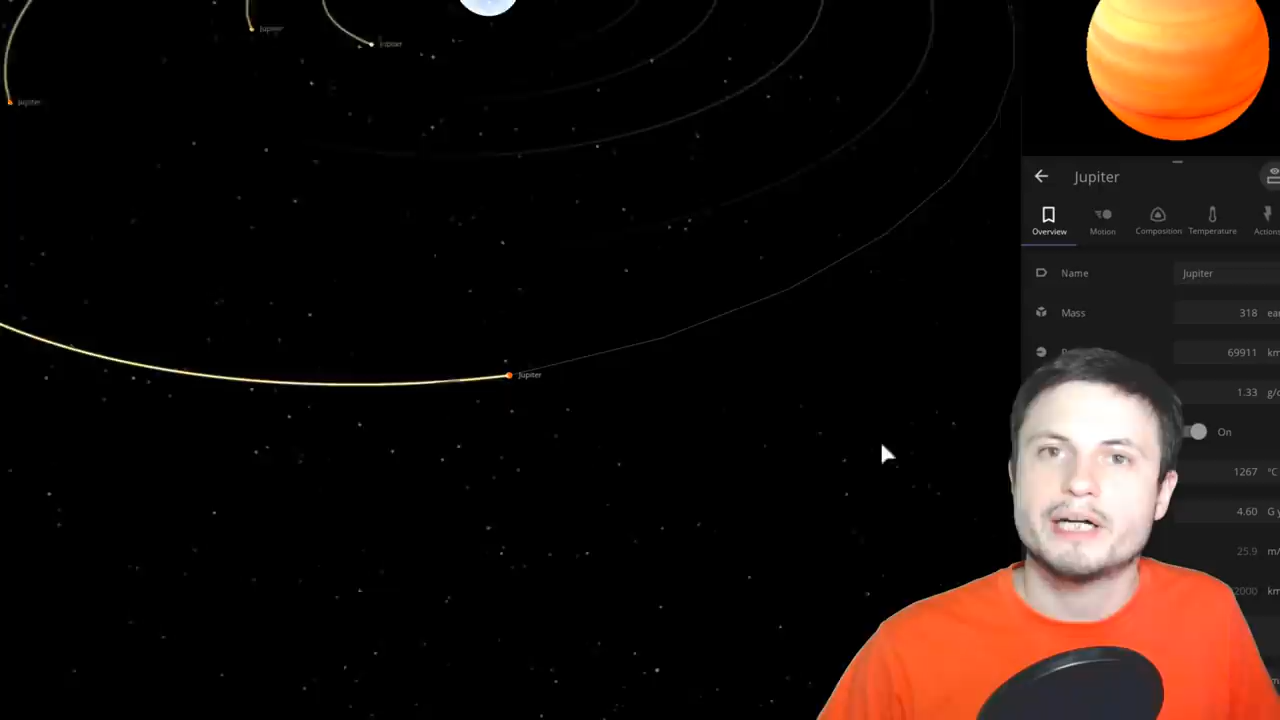 Jupiter
Jupiter
Jupiter
Jupiter
Jupiter
Overview
Motion
Composition
Temperature
Actions
Name
Jupiter
Mass
318
69911 km
1.33
On
1267 °C
4.60
25.9